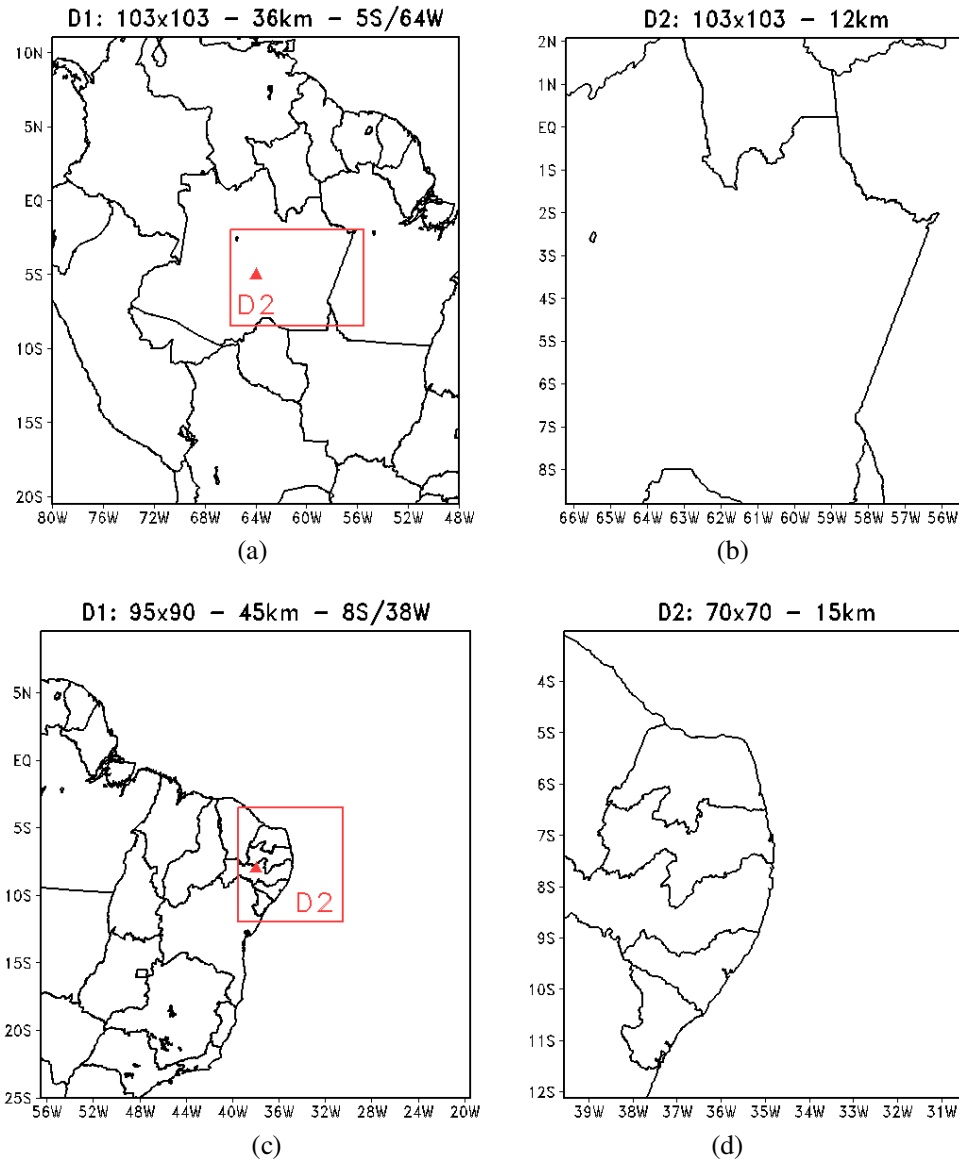 D1: 103x103 - 36km - 5S/64W
10N
5N
EQ
5S
10S
15S
20S
80W 76W 72W 68W 64W 60W 56W 52W 48W
D2
(a)
D2: 103x103 - 12km
2N
1N
EQ
1S
2S
3S
4S
5S
6S
7S
8S
66W 65W 63W 62W 61W 60W 59W 58W 56W
(b)
D1: 95x90 - 45km - 8S/38W
5N
EQ
5S
10S
15S
20S
25S
56W 52W 48W 44W 40W 36W 32W 28W 24W 20W
D2
(c)
D2: 70x70 - 15km
4S
5S
6S
7S
8S
9S
10S
11S
12S
39W 38W 37W 36W 35W 34W 33W 32W 31W
(d)